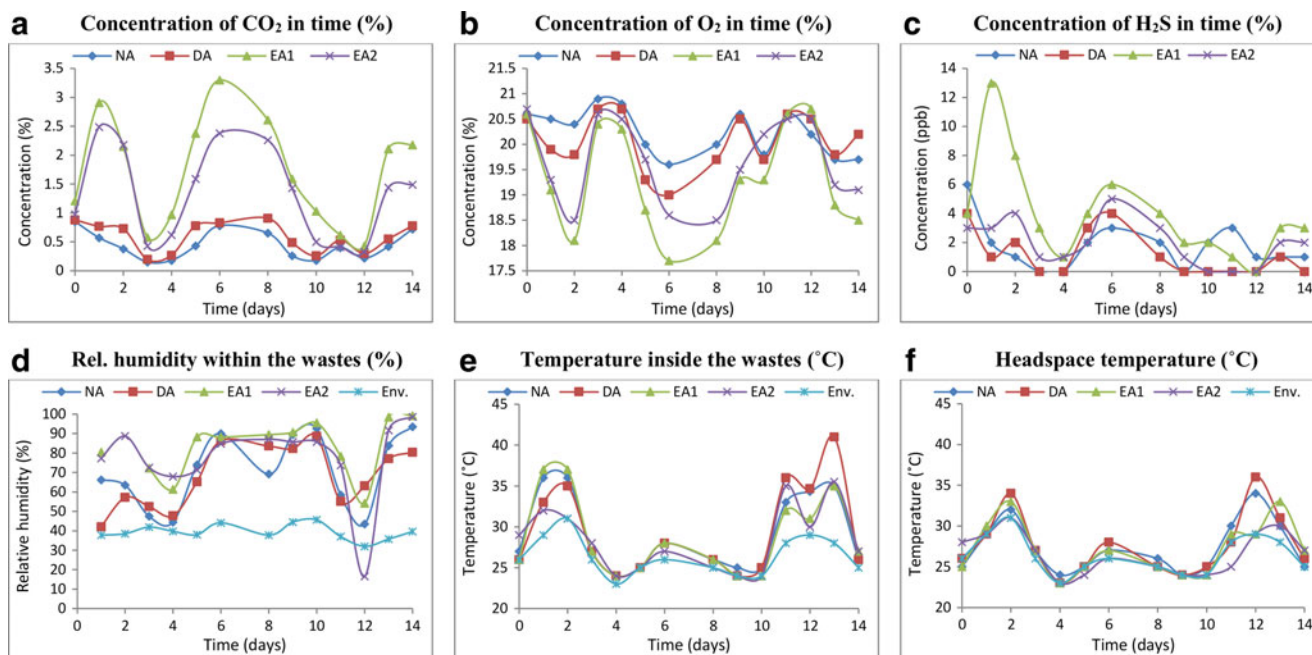 a Concentration of CO₂ in time (%)
NA DA EA1 EA2
Concentration (%)
3.5
3
2.5
2
1.5
1
0.5
0
0 2 4 6 8 10 12 14
Time (days)
b Concentration of O₂ in time (%)
NA DA EA1 EA2
Concentration (%)
21.5
21
20.5
20
19.5
19
18.5
18
17.5
0 2 4 6 8 10 12 14
Time (days)
c Concentration of H₂S in time (%)
NA DA EA1 EA2
Concentration (ppb)
14
12
10
8
6
4
2
0
0 2 4 6 8 10 12 14
Time (days)
d Rel. humidity within the wastes (%)
NA DA EA1 EA2 Env.
Relative humidity (%)
100
90
80
70
60
50
40
30
20
10
0
0 2 4 6 8 10 12 14
Time (days)
e Temperature inside the wastes (˚C)
NA DA EA1 EA2 Env.
Temperature (˚C)
45
40
35
30
25
20
0 2 4 6 8 10 12 14
Time (days)
f Headspace temperature (˚C)
NA DA EA1 EA2 Env.
Temperature (˚C)
45
40
35
30
25
20
0 2 4 6 8 10 12 14
Time (days)